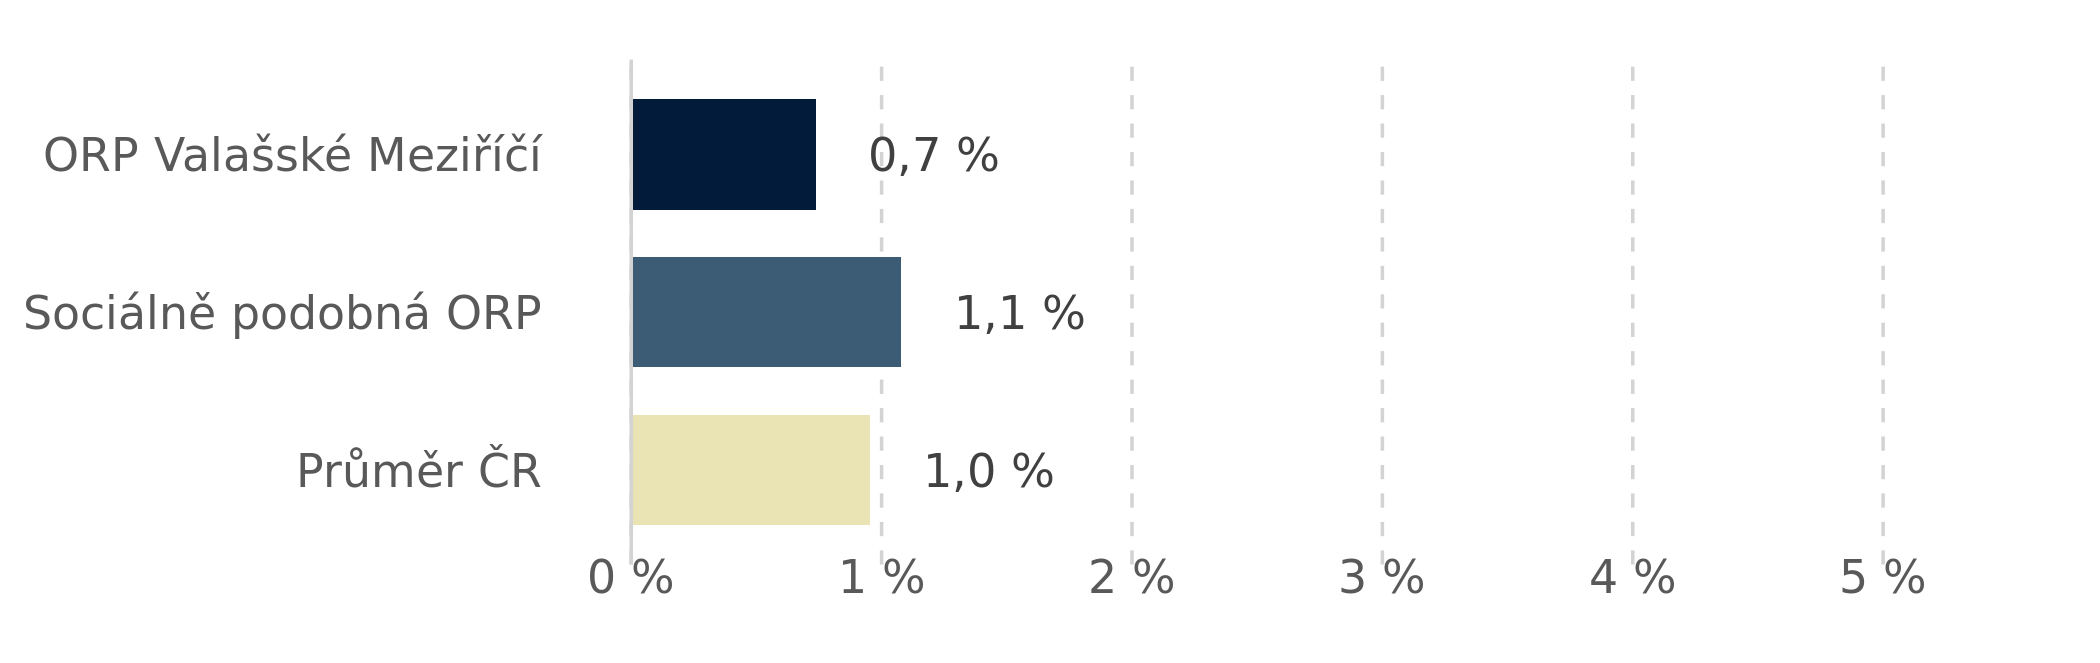 ORP Valašské Meziříčí 0,7 %
Sociálně podobná ORP 1,1 %
Průměr ČR 1,0 %
0 % 1 % 2 % 3 % 4 % 5 %